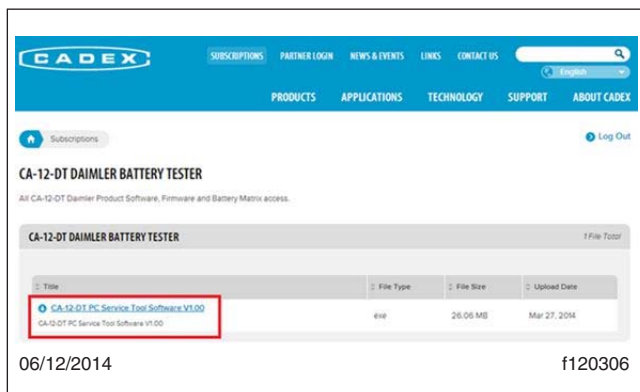 CADEX
SUBSCRIPTIONS PARTNER LOGIN NEWS & EVENTS LINKS CONTACT US
English
PRODUCTS APPLICATIONS TECHNOLOGY SUPPORT ABOUT CADEX
Subscriptions
Log Out
CA-12-DT DAIMLER BATTERY TESTER
All CA-12-DT Daimler Product Software, Firmware and Battery Matrix access.
CA-12-DT DAIMLER BATTERY TESTER 1 File Total
Title File Type File Size Upload Date
CA-12-DT PC Service Tool Software V1.00
CA-12-DT PC Service Tool Software V1.00
exe 26.06 MB Mar 27, 2014
06/12/2014 f120306